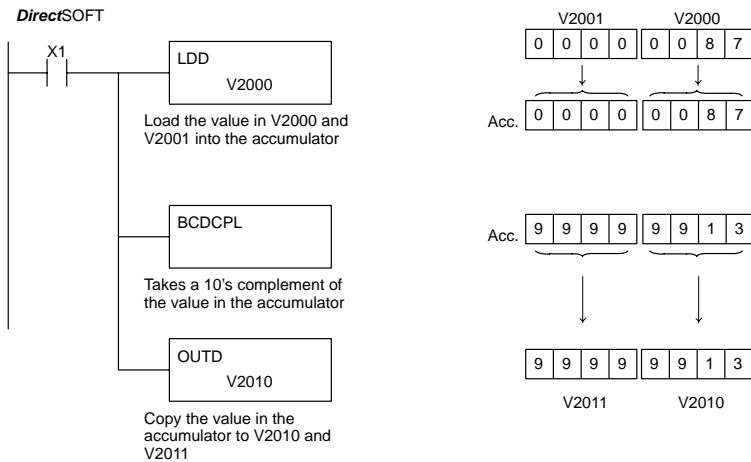 DirectSOFT
X1
LDD
V2000
Load the value in V2000 and
V2001 into the accumulator
BCDCPL
Takes a 10's complement of
the value in the accumulator
OUTD
V2010
Copy the value in the
accumulator to V2010 and
V2011
V2001 V2000
0 0 0 0 0 0 8 7
Acc. 0 0 0 0 0 0 8 7
Acc. 9 9 9 9 9 9 1 3
9 9 9 9 9 9 1 3
V2011 V2010